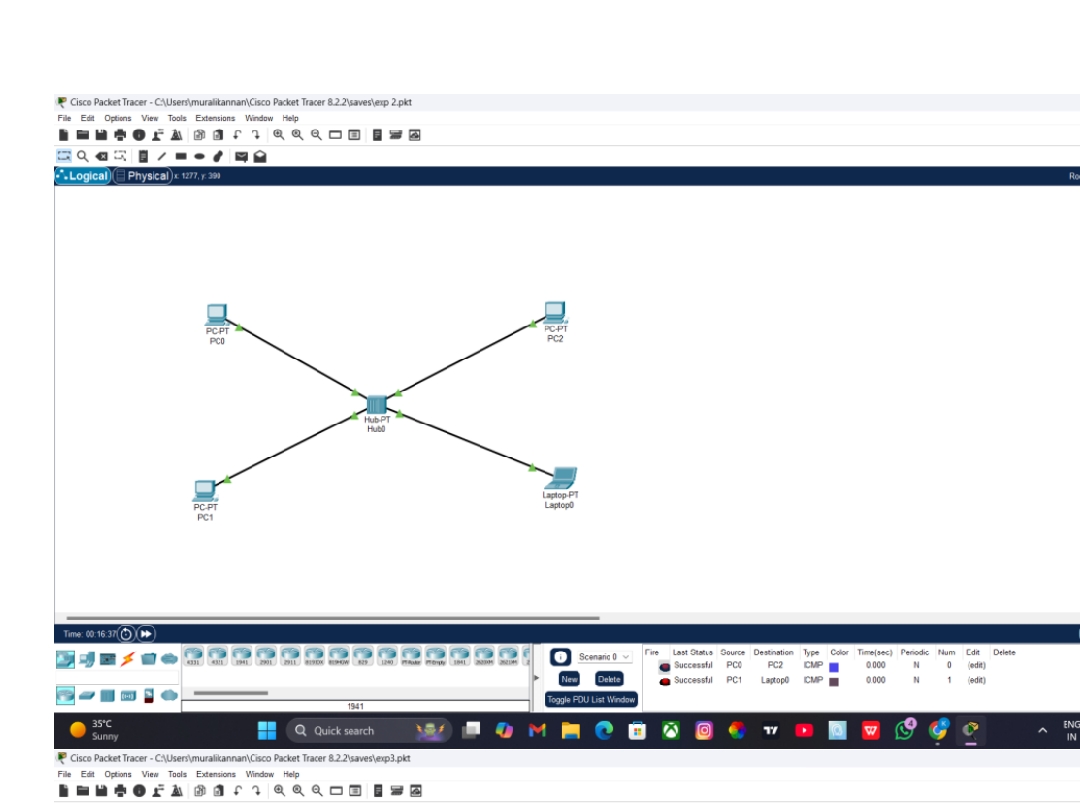 Cisco Packet Tracer - C:\Users\muralikannan\Cisco Packet Tracer 8.2.2\saves\exp 2.pkt
File Edit Options View Tools Extensions Window Help
Logical Physical x: 1277, y: 399
PC-PT
PC0
PC-PT
PC2
Hub-PT
Hub0
PC-PT
PC1
Laptop-PT
Laptop0
Time: 00:16:37
4331 4321 1941 2901 2911 819IOX 819HGW 829 1240 PT-Router PT-Empty 1841 2620XM 2621XM
1941
Scenario 0
New Delete
Toggle PDU List Window
Fire Last Status Source Destination Type Color Time(sec) Periodic Num Edit Delete
Successful PC0 PC2 ICMP 0.000 N 0 (edit)
Successful PC1 Laptop0 ICMP 0.000 N 1 (edit)
35°C
Sunny
Quick search
4
ENG
IN
Cisco Packet Tracer - C:\Users\muralikannan\Cisco Packet Tracer 8.2.2\saves\exp3.pkt
File Edit Options View Tools Extensions Window Help